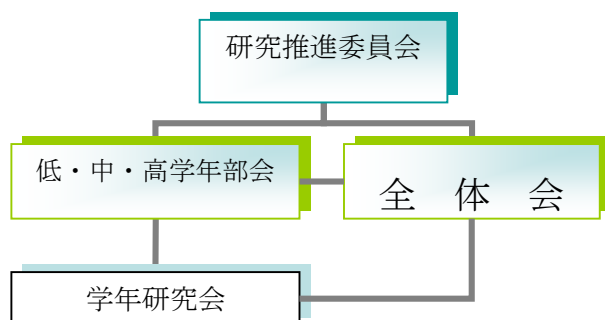 研究推進委員会
低・中・高学年部会
全　体　会
学年研究会